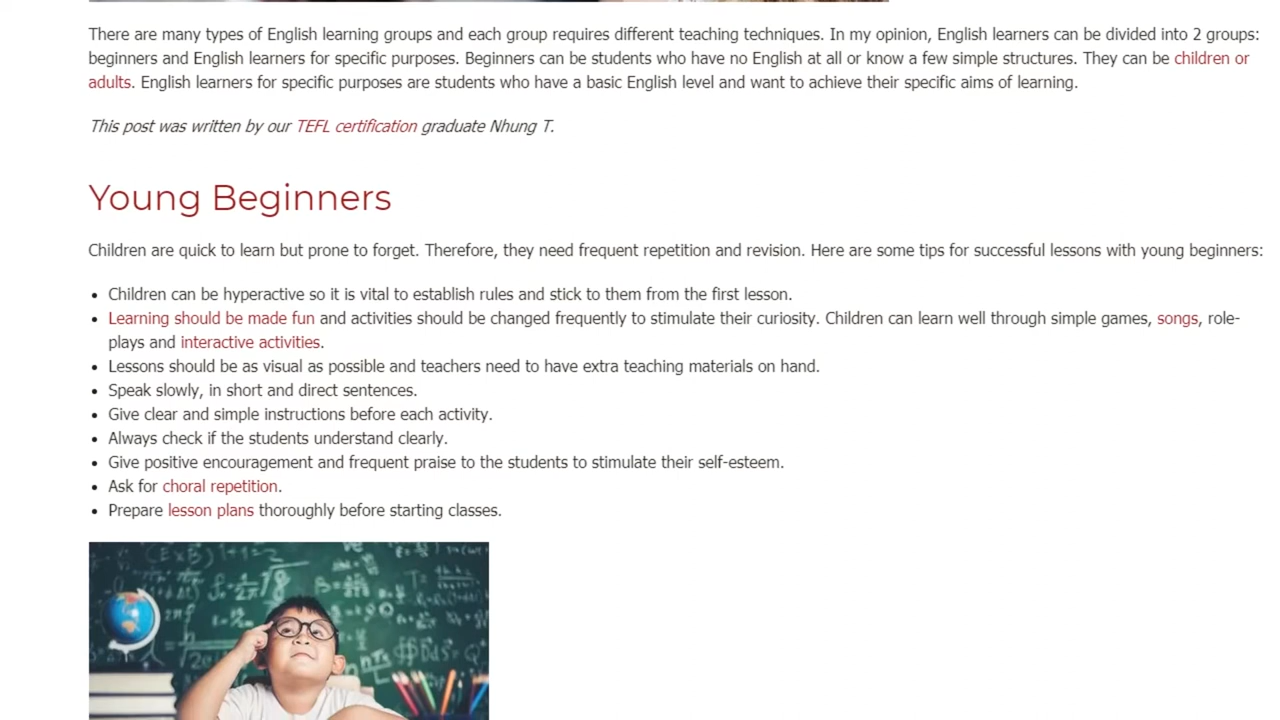 There are many types of English learning groups and each group requires different teaching techniques. In my opinion, English learners can be divided into 2 groups:
beginners and English learners for specific purposes. Beginners can be students who have no English at all or know a few simple structures. They can be children or
adults. English learners for specific purposes are students who have a basic English level and want to achieve their specific aims of learning.
This post was written by our TEFL certification graduate Nhung T.
Young Beginners
Children are quick to learn but prone to forget. Therefore, they need frequent repetition and revision. Here are some tips for successful lessons with young beginners:
• Children can be hyperactive so it is vital to establish rules and stick to them from the first lesson.
• Learning should be made fun and activities should be changed frequently to stimulate their curiosity. Children can learn well through simple games, songs, role-
plays and interactive activities.
• Lessons should be as visual as possible and teachers need to have extra teaching materials on hand.
• Speak slowly, in short and direct sentences.
• Give clear and simple instructions before each activity.
• Always check if the students understand clearly.
• Give positive encouragement and frequent praise to the students to stimulate their self-esteem.
• Ask for choral repetition.
• Prepare lesson plans thoroughly before starting classes.